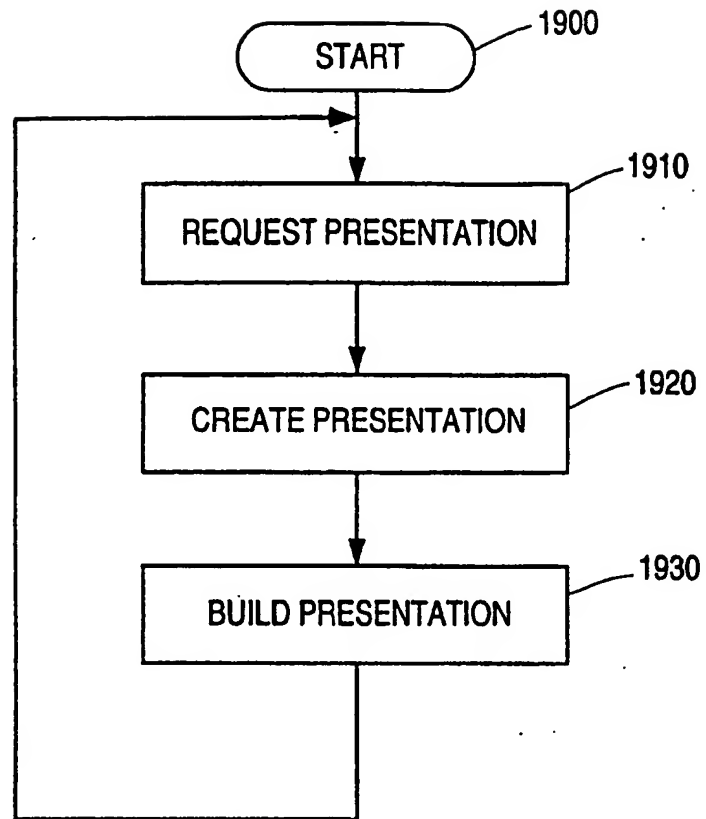 START
1900
REQUEST PRESENTATION
1910
CREATE PRESENTATION
1920
BUILD PRESENTATION
1930